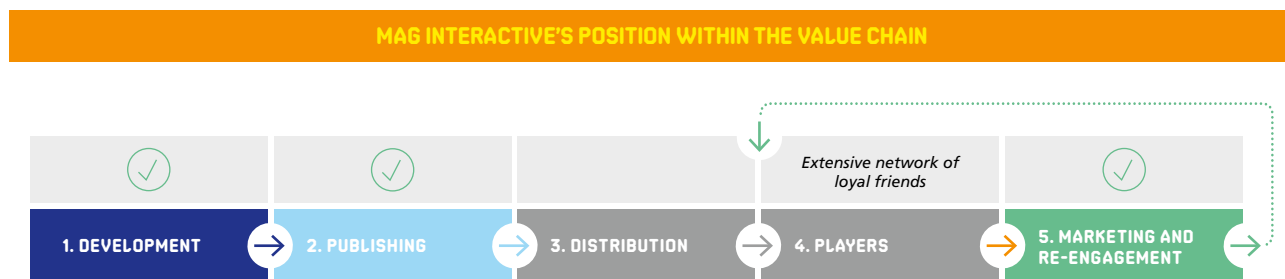 MAG INTERACTIVE'S POSITION WITHIN THE VALUE CHAIN
Extensive network of
loyal friends
1. DEVELOPMENT
2. PUBLISHING
3. DISTRIBUTION
4. PLAYERS
5. MARKETING AND
RE-ENGAGEMENT